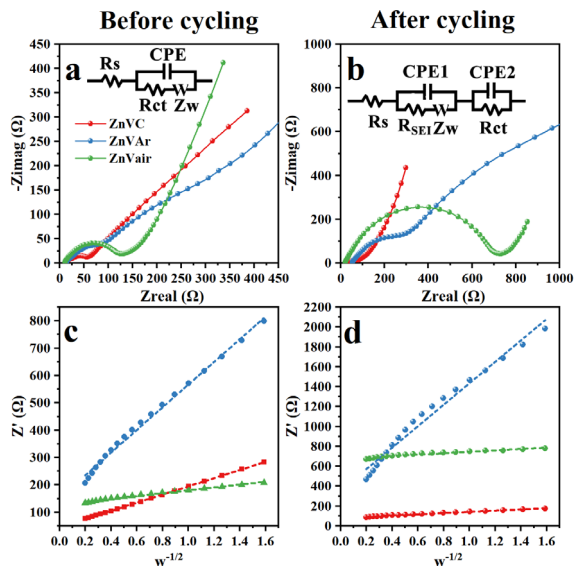 Before cycling
After cycling
a
Rs
CPE
Rct
Zw
ZnVC
ZnVAr
ZnVair
450
400
350
300
250
200
150
100
50
0
-Zimag (Ω)
0 50 100 150 200 250 300 350 400 450
Zreal (Ω)
b
CPE1
CPE2
Rs
RSEI
Zw
Rct
1000
800
600
400
200
0
-Zimag (Ω)
0 200 400 600 800 1000
Zreal (Ω)
c
800
700
600
500
400
300
200
100
Z' (Ω)
0.0 0.2 0.4 0.6 0.8 1.0 1.2 1.4 1.6
w-1/2
d
2200
2000
1800
1600
1400
1200
1000
800
600
400
200
0
Z' (Ω)
0.0 0.2 0.4 0.6 0.8 1.0 1.2 1.4 1.6
w-1/2